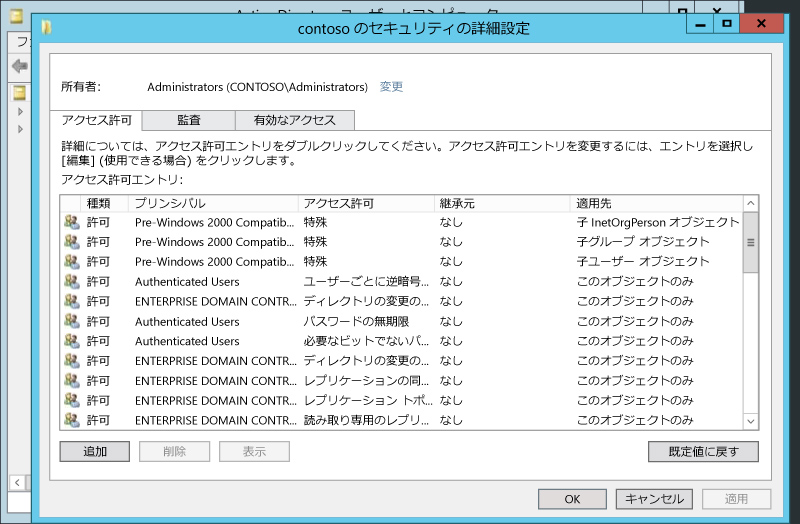 contoso のセキュリティの詳細設定
所有者: Administrators (CONTOSO\Administrators) 変更
アクセス許可 監査 有効なアクセス
詳細については、アクセス許可エントリをダブルクリックしてください。アクセス許可エントリを変更するには、エントリを選択し
[編集] (使用できる場合) をクリックします。
アクセス許可エントリ:
種類 プリンシパル アクセス許可 継承元 適用先
許可 Pre-Windows 2000 Compatib... 特殊 なし 子 InetOrgPerson オブジェクト
許可 Pre-Windows 2000 Compatib... 特殊 なし 子グループ オブジェクト
許可 Pre-Windows 2000 Compatib... 特殊 なし 子ユーザー オブジェクト
許可 Authenticated Users ユーザーごとに逆暗号... なし このオブジェクトのみ
許可 ENTERPRISE DOMAIN CONTR... ディレクトリの変更の... なし このオブジェクトのみ
許可 Authenticated Users パスワードの無期限 なし このオブジェクトのみ
許可 Authenticated Users 必要なビットでないパ... なし このオブジェクトのみ
許可 ENTERPRISE DOMAIN CONTR... ディレクトリの変更の... なし このオブジェクトのみ
許可 ENTERPRISE DOMAIN CONTR... レプリケーションの同... なし このオブジェクトのみ
許可 ENTERPRISE DOMAIN CONTR... レプリケーション トポ... なし このオブジェクトのみ
許可 ENTERPRISE DOMAIN CONTR... 読み取り専用のレプリ... なし このオブジェクトのみ
追加 削除 表示 既定値に戻す
OK キャンセル 適用